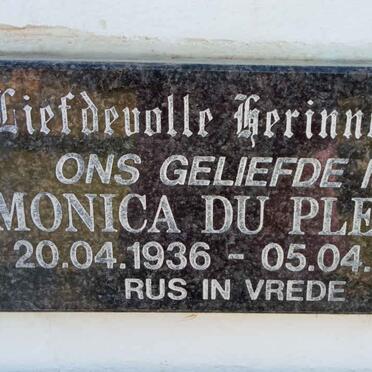 Liefdevolle Herinn
ONS GELIEFDE
MONICA DU PLE
20.04.1936 - 05.04.
RUS IN VREDE